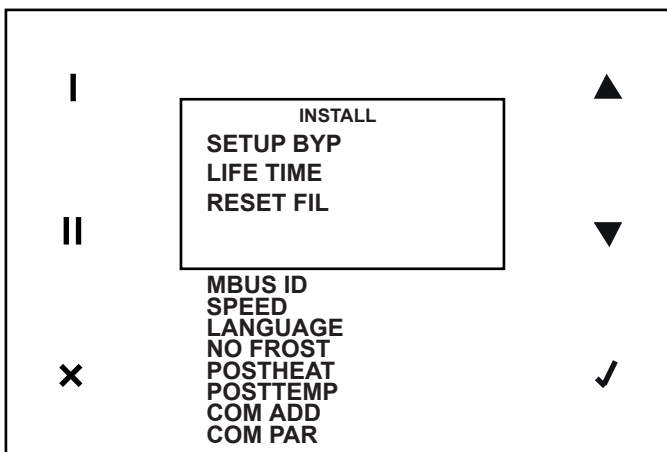 I
INSTALL
SETUP BYP
LIFE TIME
RESET FIL
II
MBUS ID
SPEED
LANGUAGE
NO FROST
POSTHEAT
POSTTEMP
COM ADD
COM PAR